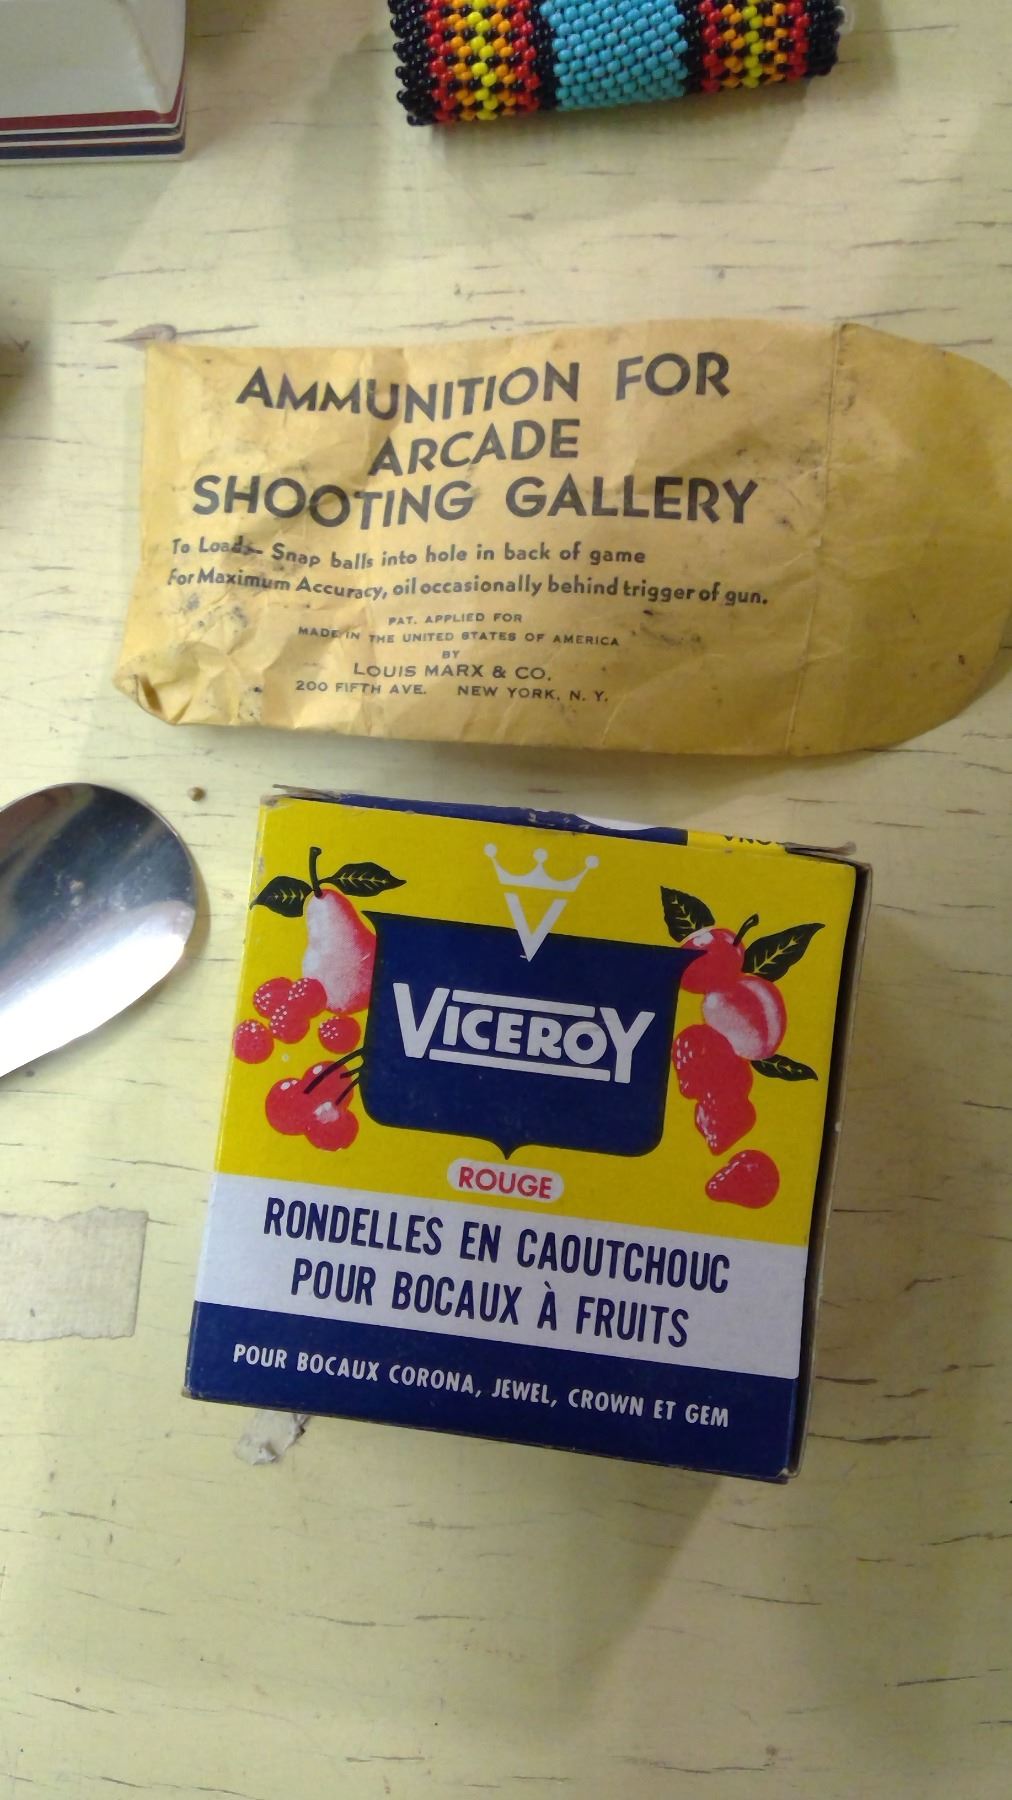 AMMUNITION FOR
ARCADE
SHOOTING GALLERY
To Load:- Snap balls into hole in back of game
For Maximum Accuracy, oil occasionally behind trigger of gun.
PAT. APPLIED FOR
MADE IN THE UNITED STATES OF AMERICA
BY
LOUIS MARX & CO.
200 FIFTH AVE. NEW YORK, N. Y.
V
VICEROY
ROUGE
RONDELLES EN CAOUTCHOUC
POUR BOCAUX À FRUITS
POUR BOCAUX CORONA, JEWEL, CROWN ET GEM